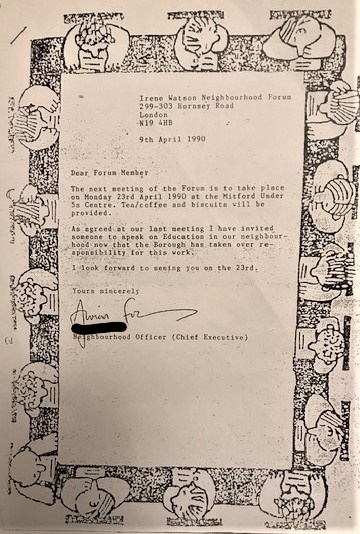 Irene Watson Neighbourhood Forum
299-303 Hornsey Road
London
N19 4HB
9th April 1990
Dear Forum Member
The next meeting of the Forum is to take place
on Monday 23rd April 1990 at the Mitford Under
5s Centre. Tea/coffee and biscuits will be
provided.
As agreed at our last meeting I have invited
someone to speak on Education in our neighbour-
hood now that the Borough has taken over re-
sponsibility for this work.
I look forward to seeing you on the 23rd.
Yours sincerely
Neighbourhood Officer (Chief Executive)